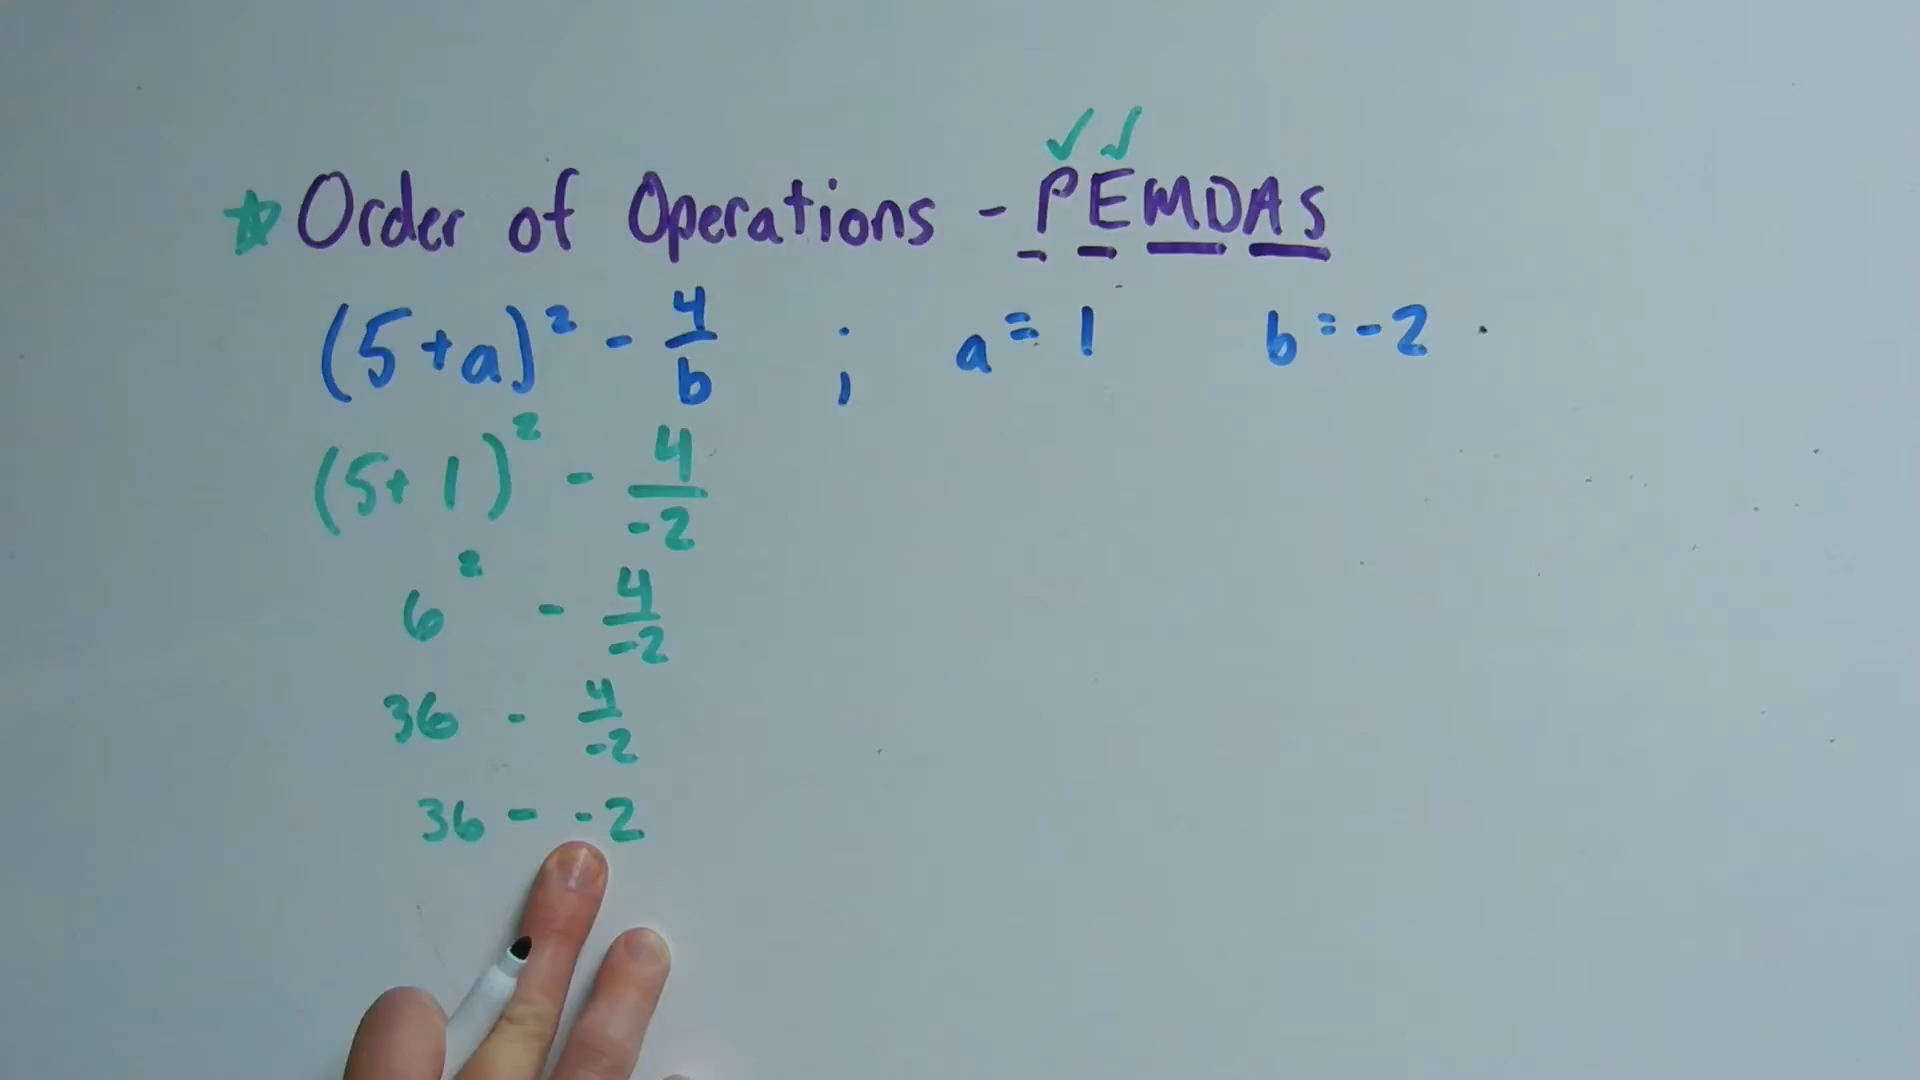 ✓ ✓
☆ Order of Operations - PEMDAS
(5+a)² - 4/b ; a = 1 b = -2
(5+1)² - 4/-2
6² - 4/-2
36 - 4/-2
36 - -2